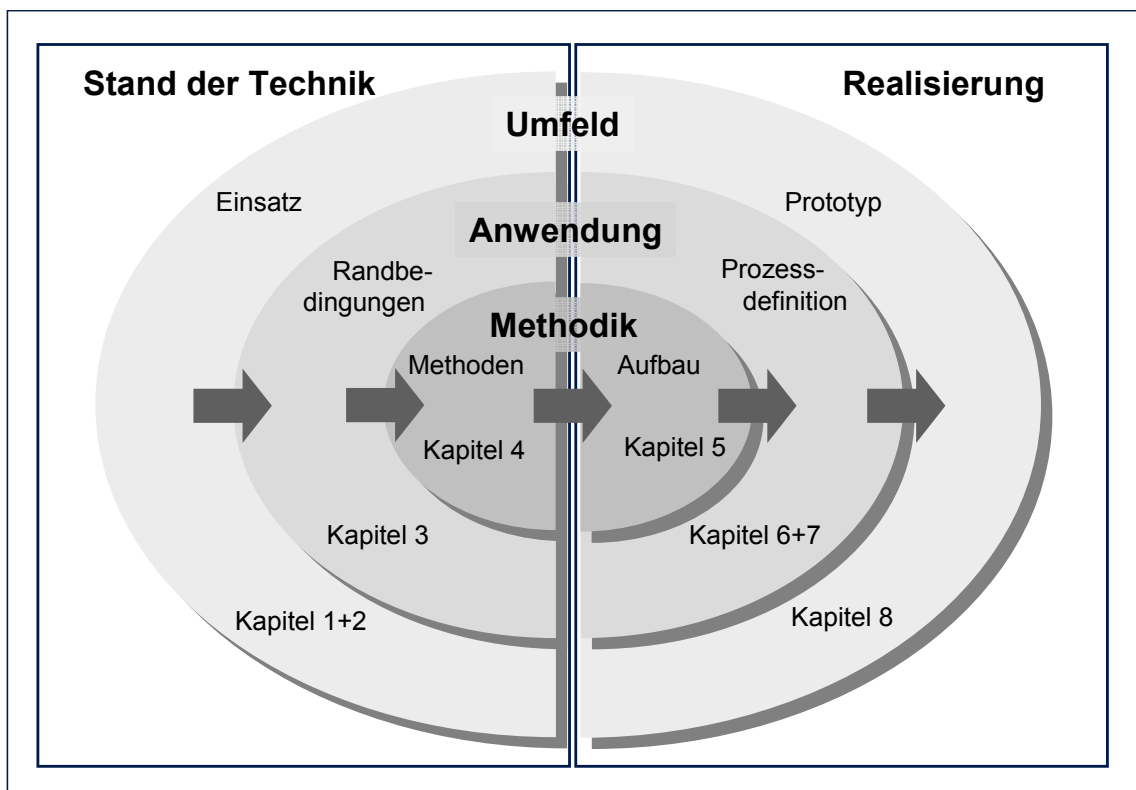 Stand der Technik
Realisierung
Umfeld
Einsatz
Prototyp
Anwendung
Randbe-
dingungen
Prozess-
definition
Methodik
Methoden
Aufbau
Kapitel 4
Kapitel 5
Kapitel 3
Kapitel 6+7
Kapitel 1+2
Kapitel 8